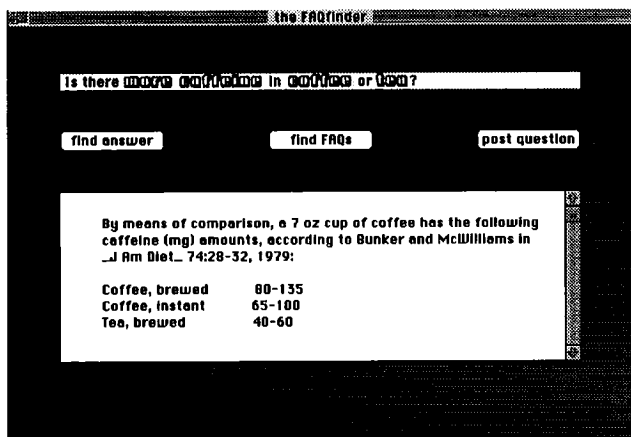 the FAQfinder
Is there more caffeine in coffee or tea?
find answer
find FAQs
post question
By means of comparison, a 7 oz cup of coffee has the following
caffeine (mg) amounts, according to Bunker and McWilliams in
_J Am Diet_ 74:28-32, 1979:
Coffee, brewed 80-135
Coffee, instant 65-100
Tea, brewed 40-60